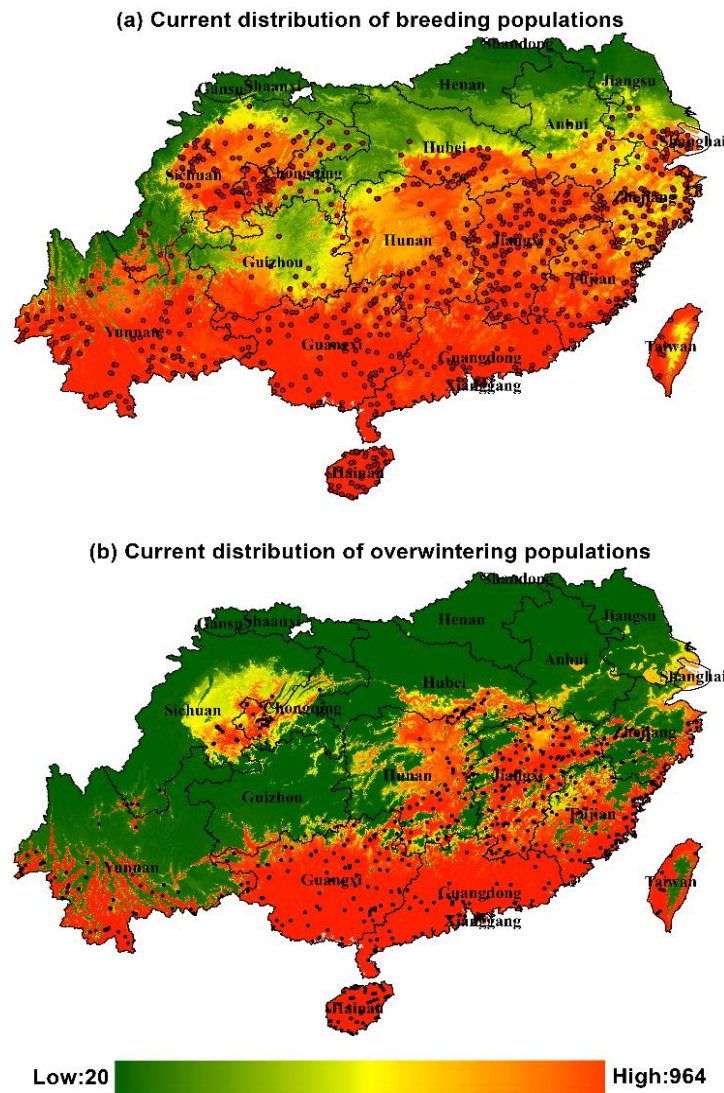 (a) Current distribution of breeding populations
Shandong
Gansu Shaanxi Henan Jiangsu
Anhui
Hubei Shanghai
Sichuan Chongqing Zhejiang
Hunan Jiangxi
Guizhou Fujian
Yunnan Guangxi Guangdong Taiwan
Xianggang
Hainan
(b) Current distribution of overwintering populations
Shandong
Gansu Shaanxi Henan Jiangsu
Anhui
Hubei Shanghai
Sichuan Chongqing Zhejiang
Hunan Jiangxi
Guizhou Fujian
Yunnan Guangxi Guangdong Taiwan
Xianggang
Hainan
Low:20 High:964